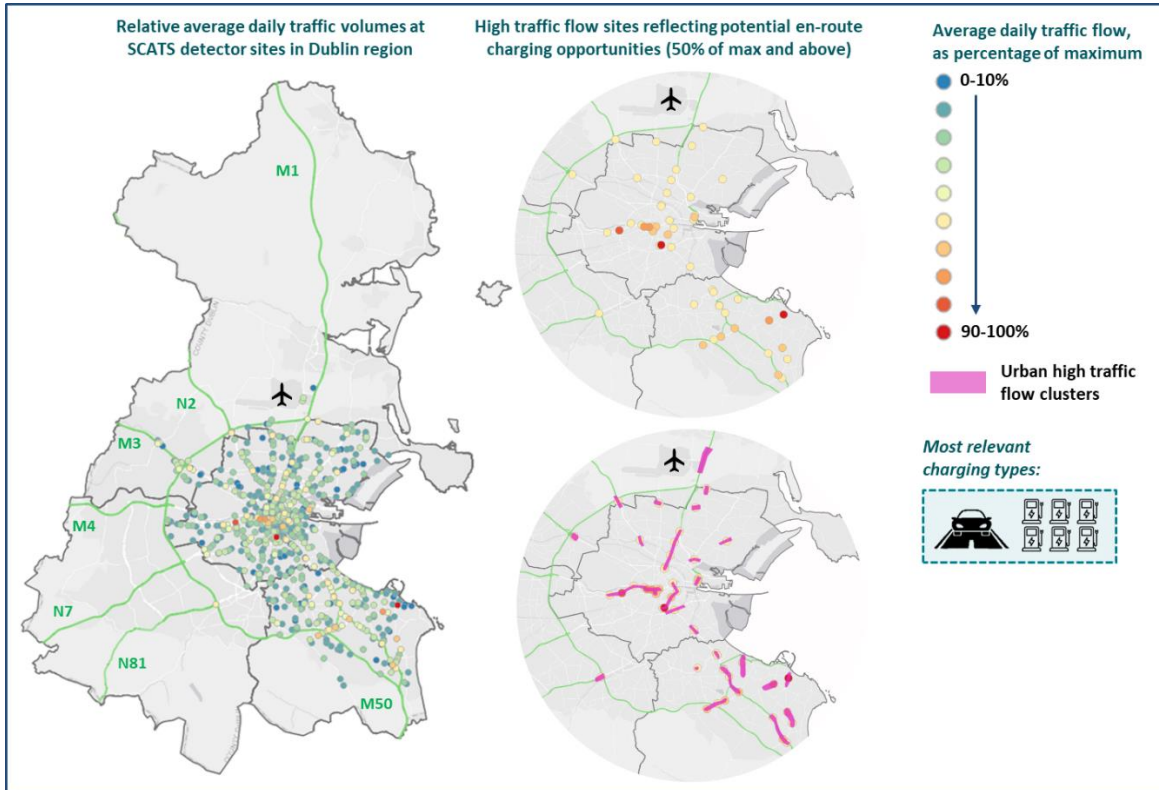 Relative average daily traffic volumes at
SCATS detector sites in Dublin region
High traffic flow sites reflecting potential en-route
charging opportunities (50% of max and above)
Average daily traffic flow,
as percentage of maximum
0-10%
90-100%
Urban high traffic
flow clusters
Most relevant
charging types:
M1
COUNTY DUBLIN
N2
M3
M4
N7
N81
M50